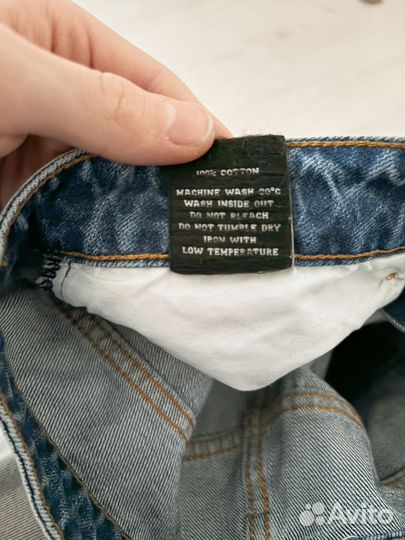 100% COTTON
MACHINE WASH 30°C
WASH INSIDE OUT
DO NOT BLEACH
DO NOT TUMBLE DRY
IRON WITH
LOW TEMPERATURE
Avito